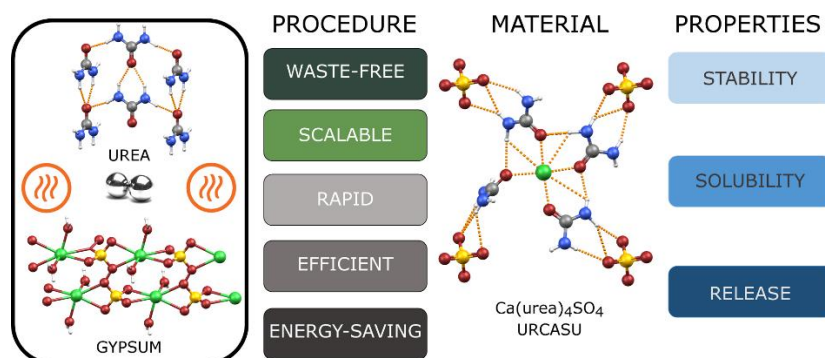 PROCEDURE
MATERIAL
PROPERTIES
UREA
GYPSUM
WASTE-FREE
SCALABLE
RAPID
EFFICIENT
ENERGY-SAVING
Ca(urea)₄SO₄
URCASU
STABILITY
SOLUBILITY
RELEASE